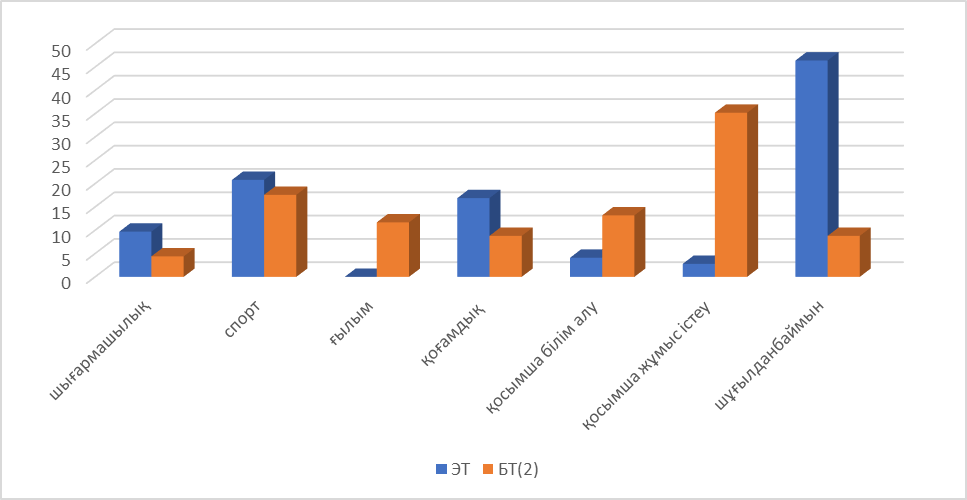 50
45
40
35
30
25
20
15
10
5
0
шығармашылық
спорт
ғылым
қоғамдық
қосымша білім алу
қосымша жұмыс істеу
шұғылданбаймын
ЭТ БТ(2)